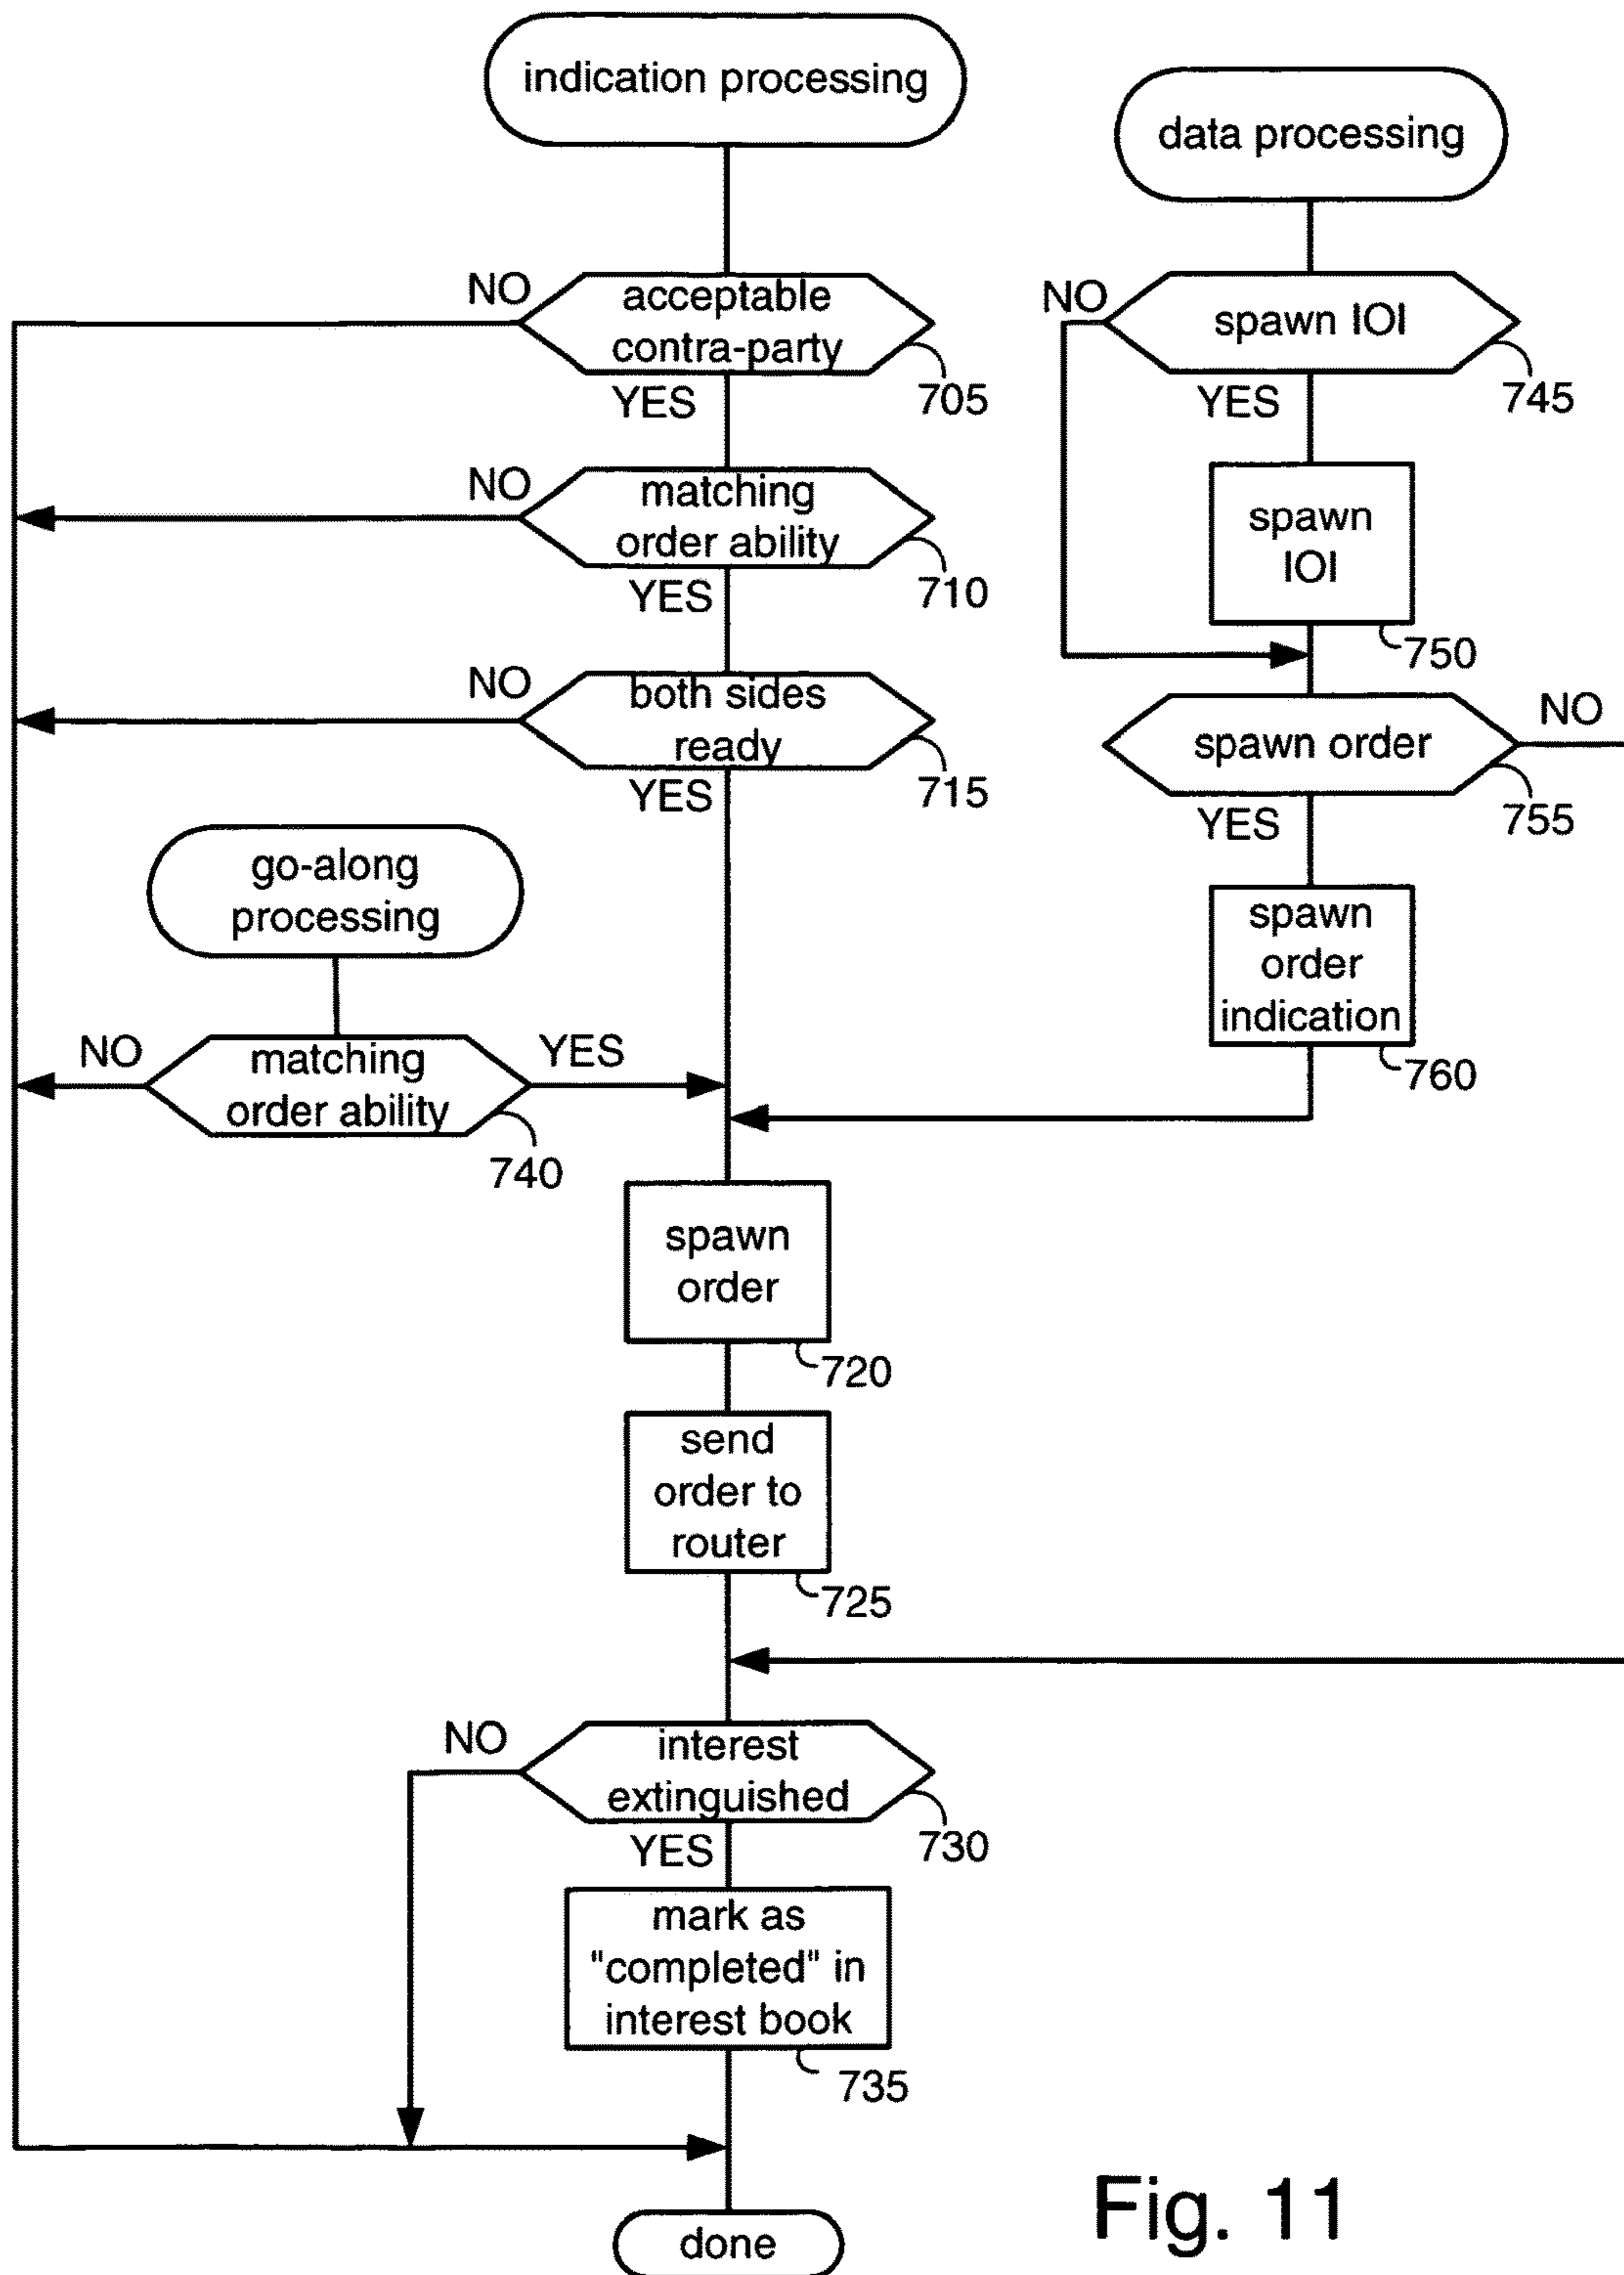 indication processing
data processing
NO
acceptable
contra-party
705
YES
NO
spawn IOI
745
YES
NO
matching
order ability
710
YES
spawn
IOI
750
NO
both sides
ready
715
YES
spawn order
NO
755
YES
go-along
processing
spawn
order
indication
760
NO
matching
order ability
YES
740
spawn
order
720
send
order to
router
725
NO
interest
extinguished
730
YES
mark as
"completed" in
interest book
735
done
Fig. 11